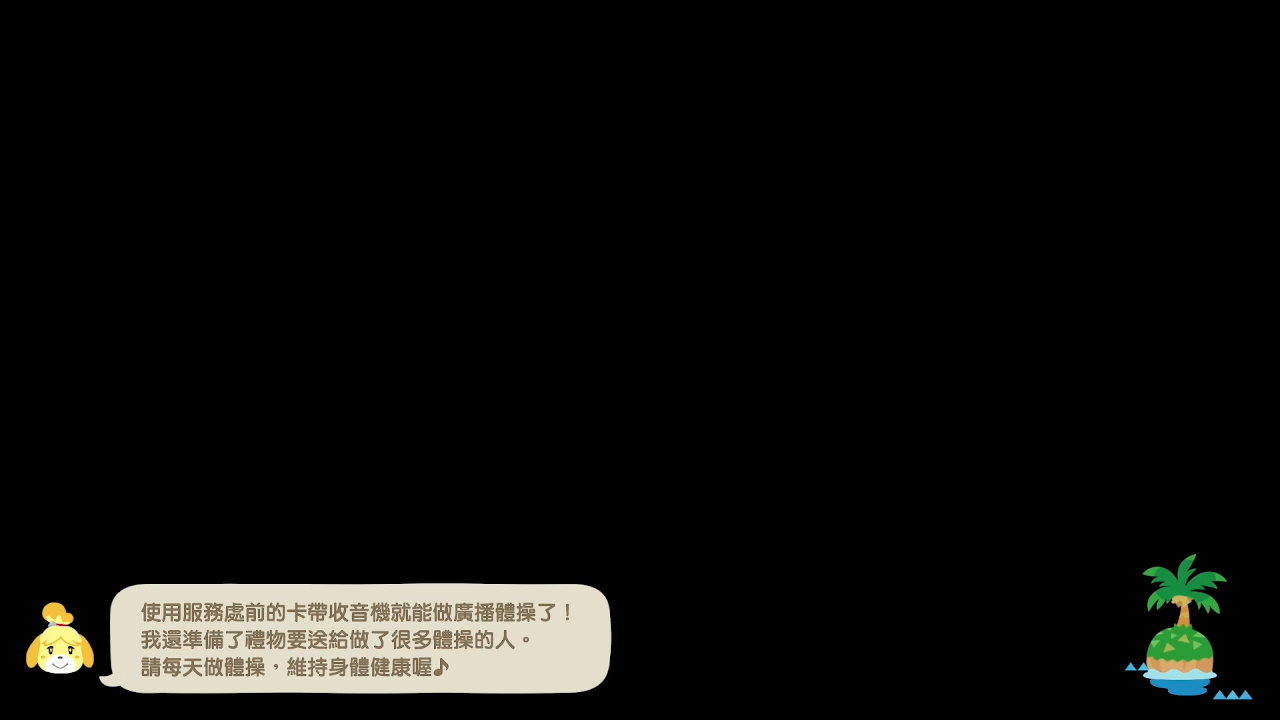 使用服務處前的卡帶收音機就能做廣播體操了！
我還準備了禮物要送給做了很多體操的人。
請每天做體操，維持身體健康喔♪